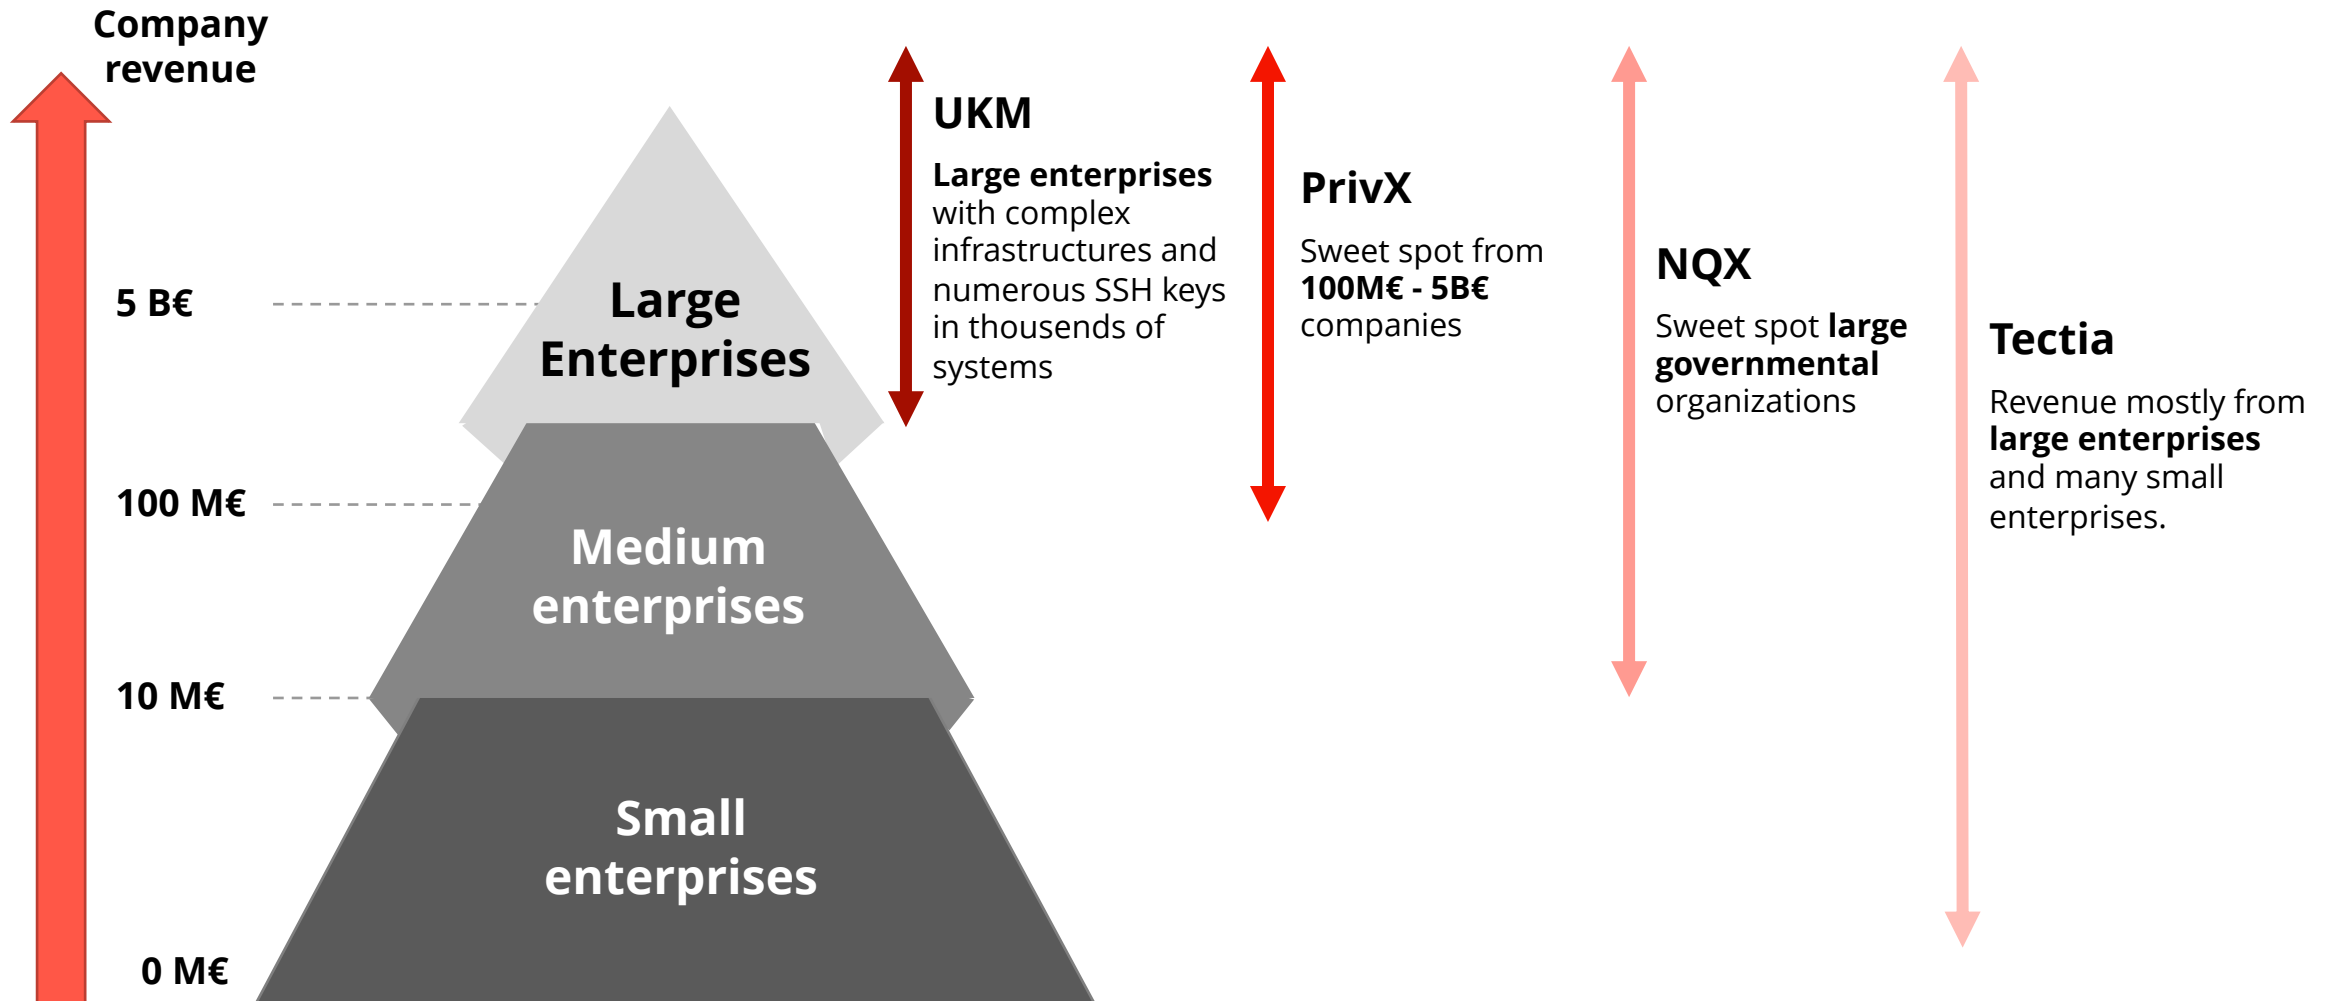 Company
revenue
5 B€
100 M€
10 M€
0 M€
Large
Enterprises
Medium
enterprises
Small
enterprises
UKM
Large enterprises
with complex
infrastructures and
numerous SSH keys
in thousends of
systems
PrivX
Sweet spot from
100M€ - 5B€
companies
NQX
Sweet spot large
governmental
organizations
Tectia
Revenue mostly from
large enterprises
and many small
enterprises.